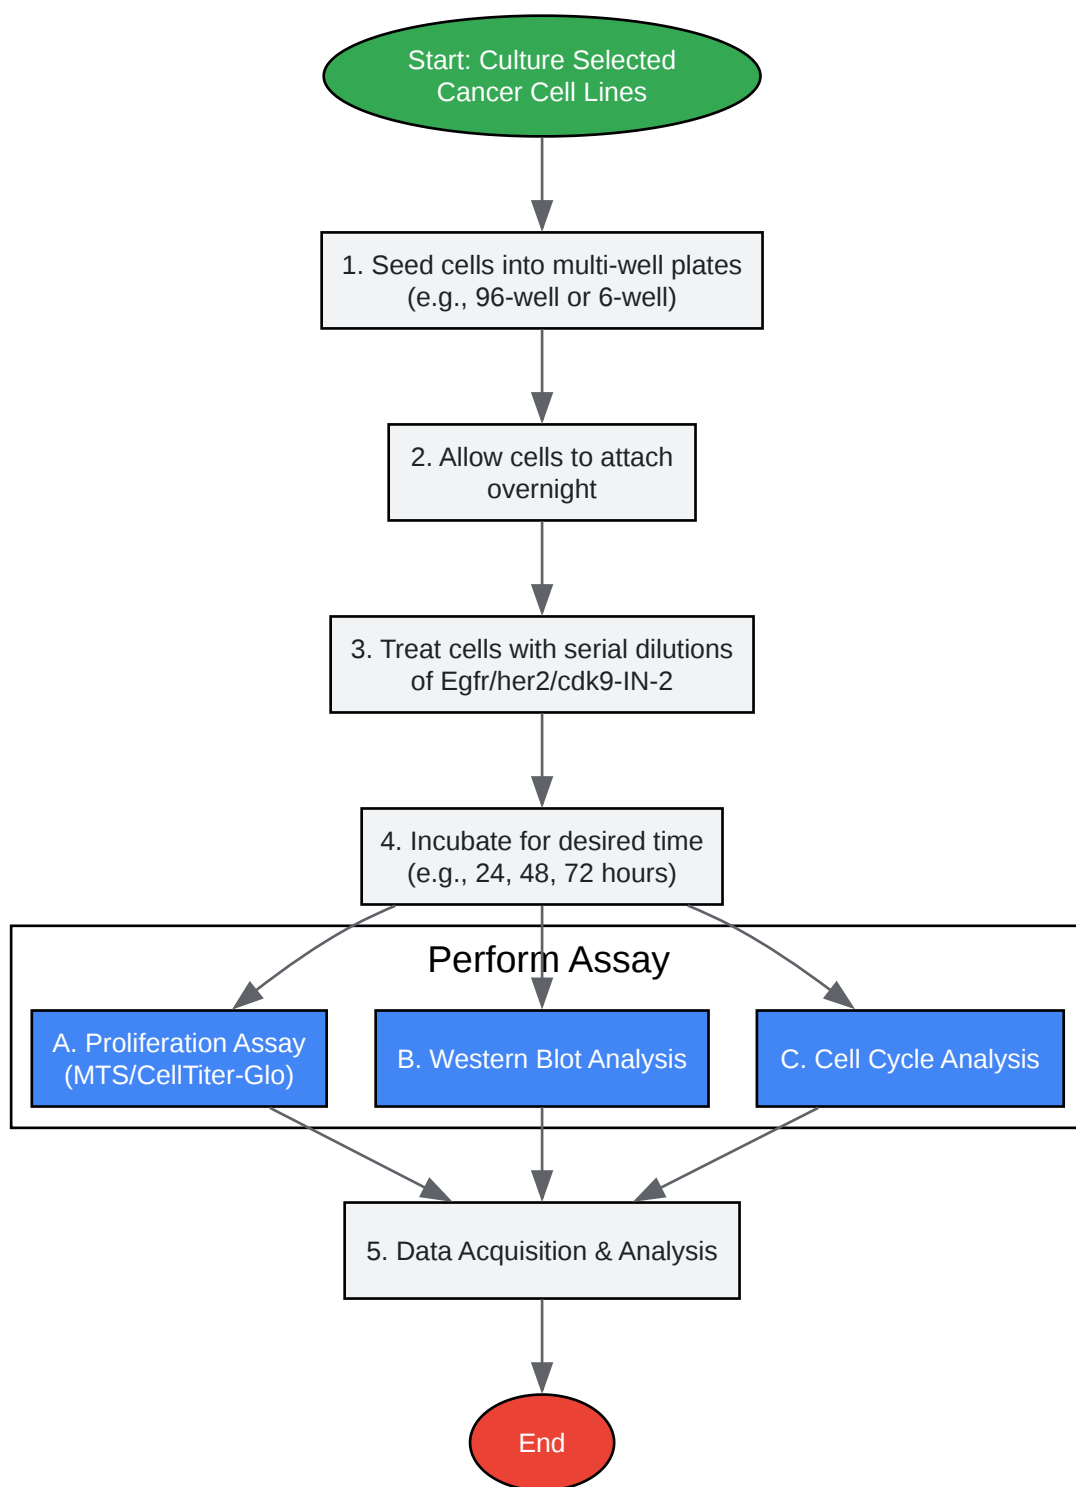 Start: Culture Selected
Cancer Cell Lines
1. Seed cells into multi-well plates
(e.g., 96-well or 6-well)
2. Allow cells to attach
overnight
3. Treat cells with serial dilutions
of Egfr/her2/cdk9-IN-2
4. Incubate for desired time
(e.g., 24, 48, 72 hours)
Perform Assay
A. Proliferation Assay
(MTS/CellTiter-Glo)
B. Western Blot Analysis
C. Cell Cycle Analysis
5. Data Acquisition & Analysis
End